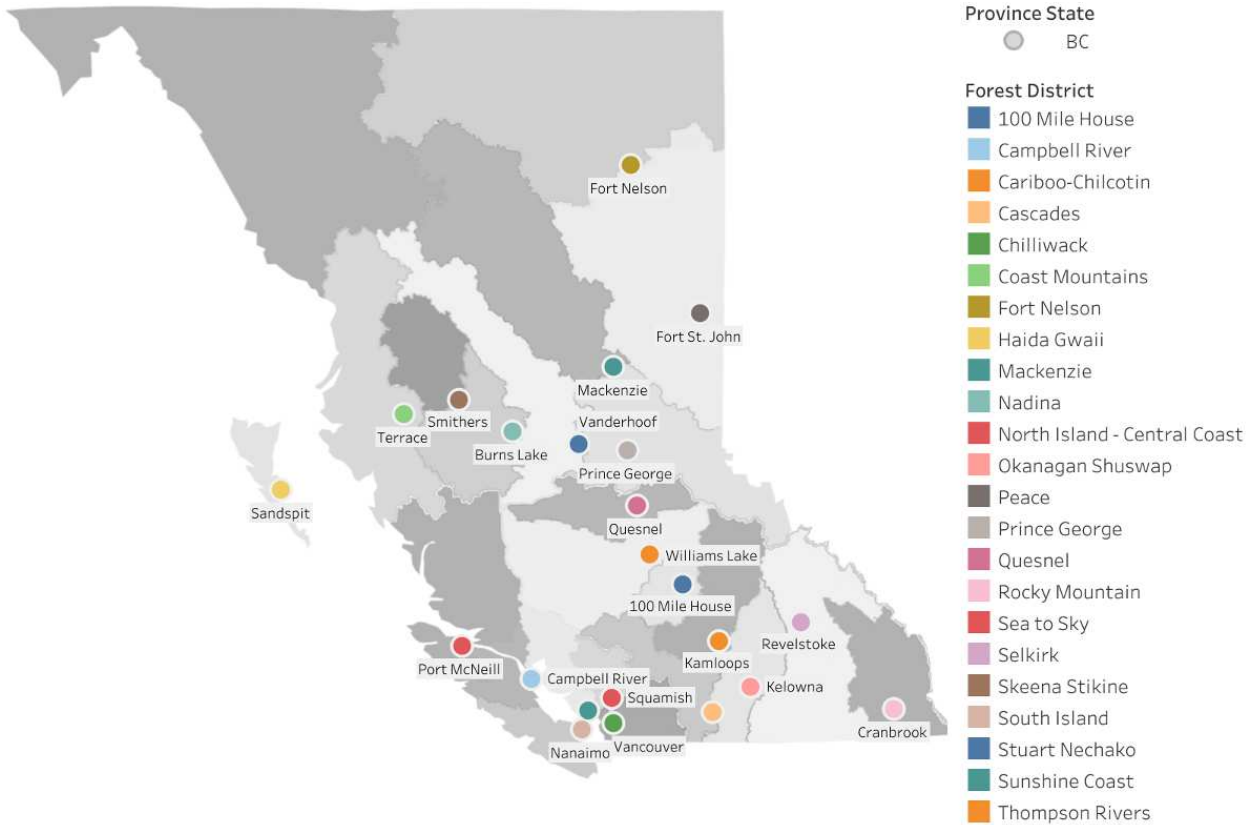 Province State
BC
Forest District
100 Mile House
Campbell River
Cariboo-Chilcotin
Cascades
Chilliwack
Coast Mountains
Fort Nelson
Haida Gwaii
Mackenzie
Nadina
North Island - Central Coast
Okanagan Shuswap
Peace
Prince George
Quesnel
Rocky Mountain
Sea to Sky
Selkirk
Skeena Stikine
South Island
Stuart Nechako
Sunshine Coast
Thompson Rivers
Fort Nelson
Fort St. John
Mackenzie
Smithers
Vanderhoof
Terrace
Burns Lake
Prince George
Sandspit
Quesnel
Williams Lake
100 Mile House
Revelstoke
Kamloops
Port McNeill
Campbell River
Kelowna
Squamish
Cranbrook
Vancouver
Nanaimo